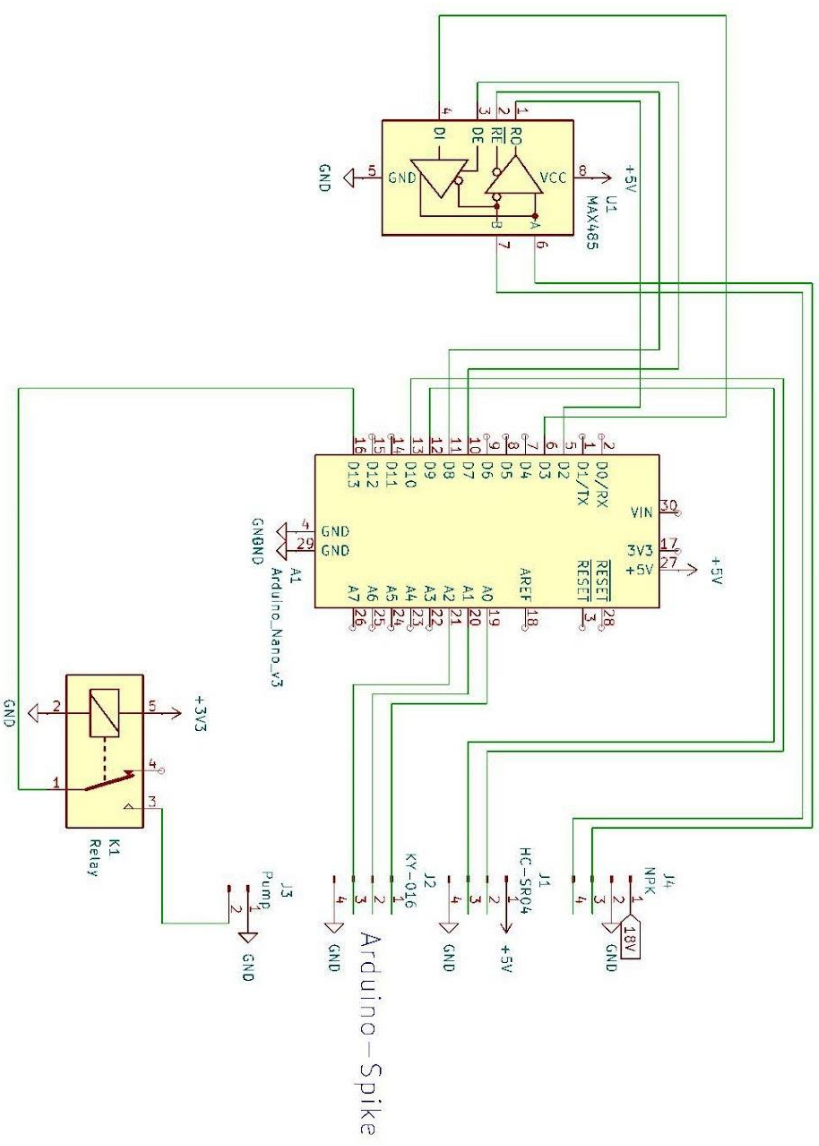 4
3
2
1
DI
DE
RE
RO
GND
5
GND
VCC
8
+5V
U1
MAX485
B
A
7
6
16
15
14
13
12
11
10
9
8
7
6
5
1
2
D13
D12
D11
D10
D9
D8
D7
D6
D5
D4
D3
D2
D1/TX
D0/RX
VIN
30
3V3
17
+5V
27
+5V
GND
GND
4
GND
29
GND
A1
Arduino_Nano_v3
A7
A6
A5
A4
A3
A2
A1
A0
AREF
RESET
RESET
26
25
24
23
22
21
20
19
18
3
28
GND
2
5
+3V3
4
1
3
K1
Relay
J3
Pump
1
2
GND
J2
KY-016
1
2
3
4
GND
J1
HC-SR04
1
2
3
4
+5V
GND
J4
NPK
1
2
3
4
18V
GND
Arduino-Spike